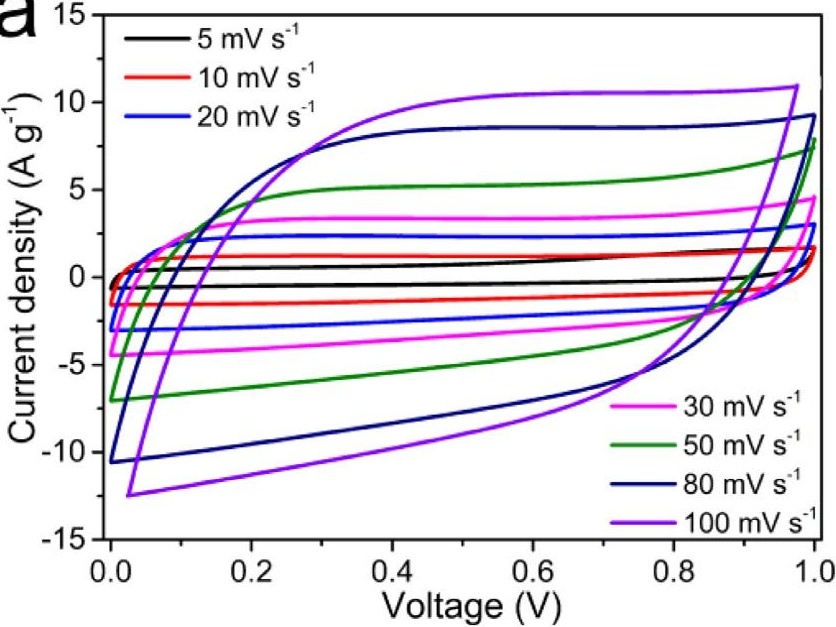 a
15
10
5
0
-5
-10
-15
Current density (A g⁻¹)
5 mV s⁻¹
10 mV s⁻¹
20 mV s⁻¹
30 mV s⁻¹
50 mV s⁻¹
80 mV s⁻¹
100 mV s⁻¹
0.0 0.2 0.4 0.6 0.8 1.0
Voltage (V)